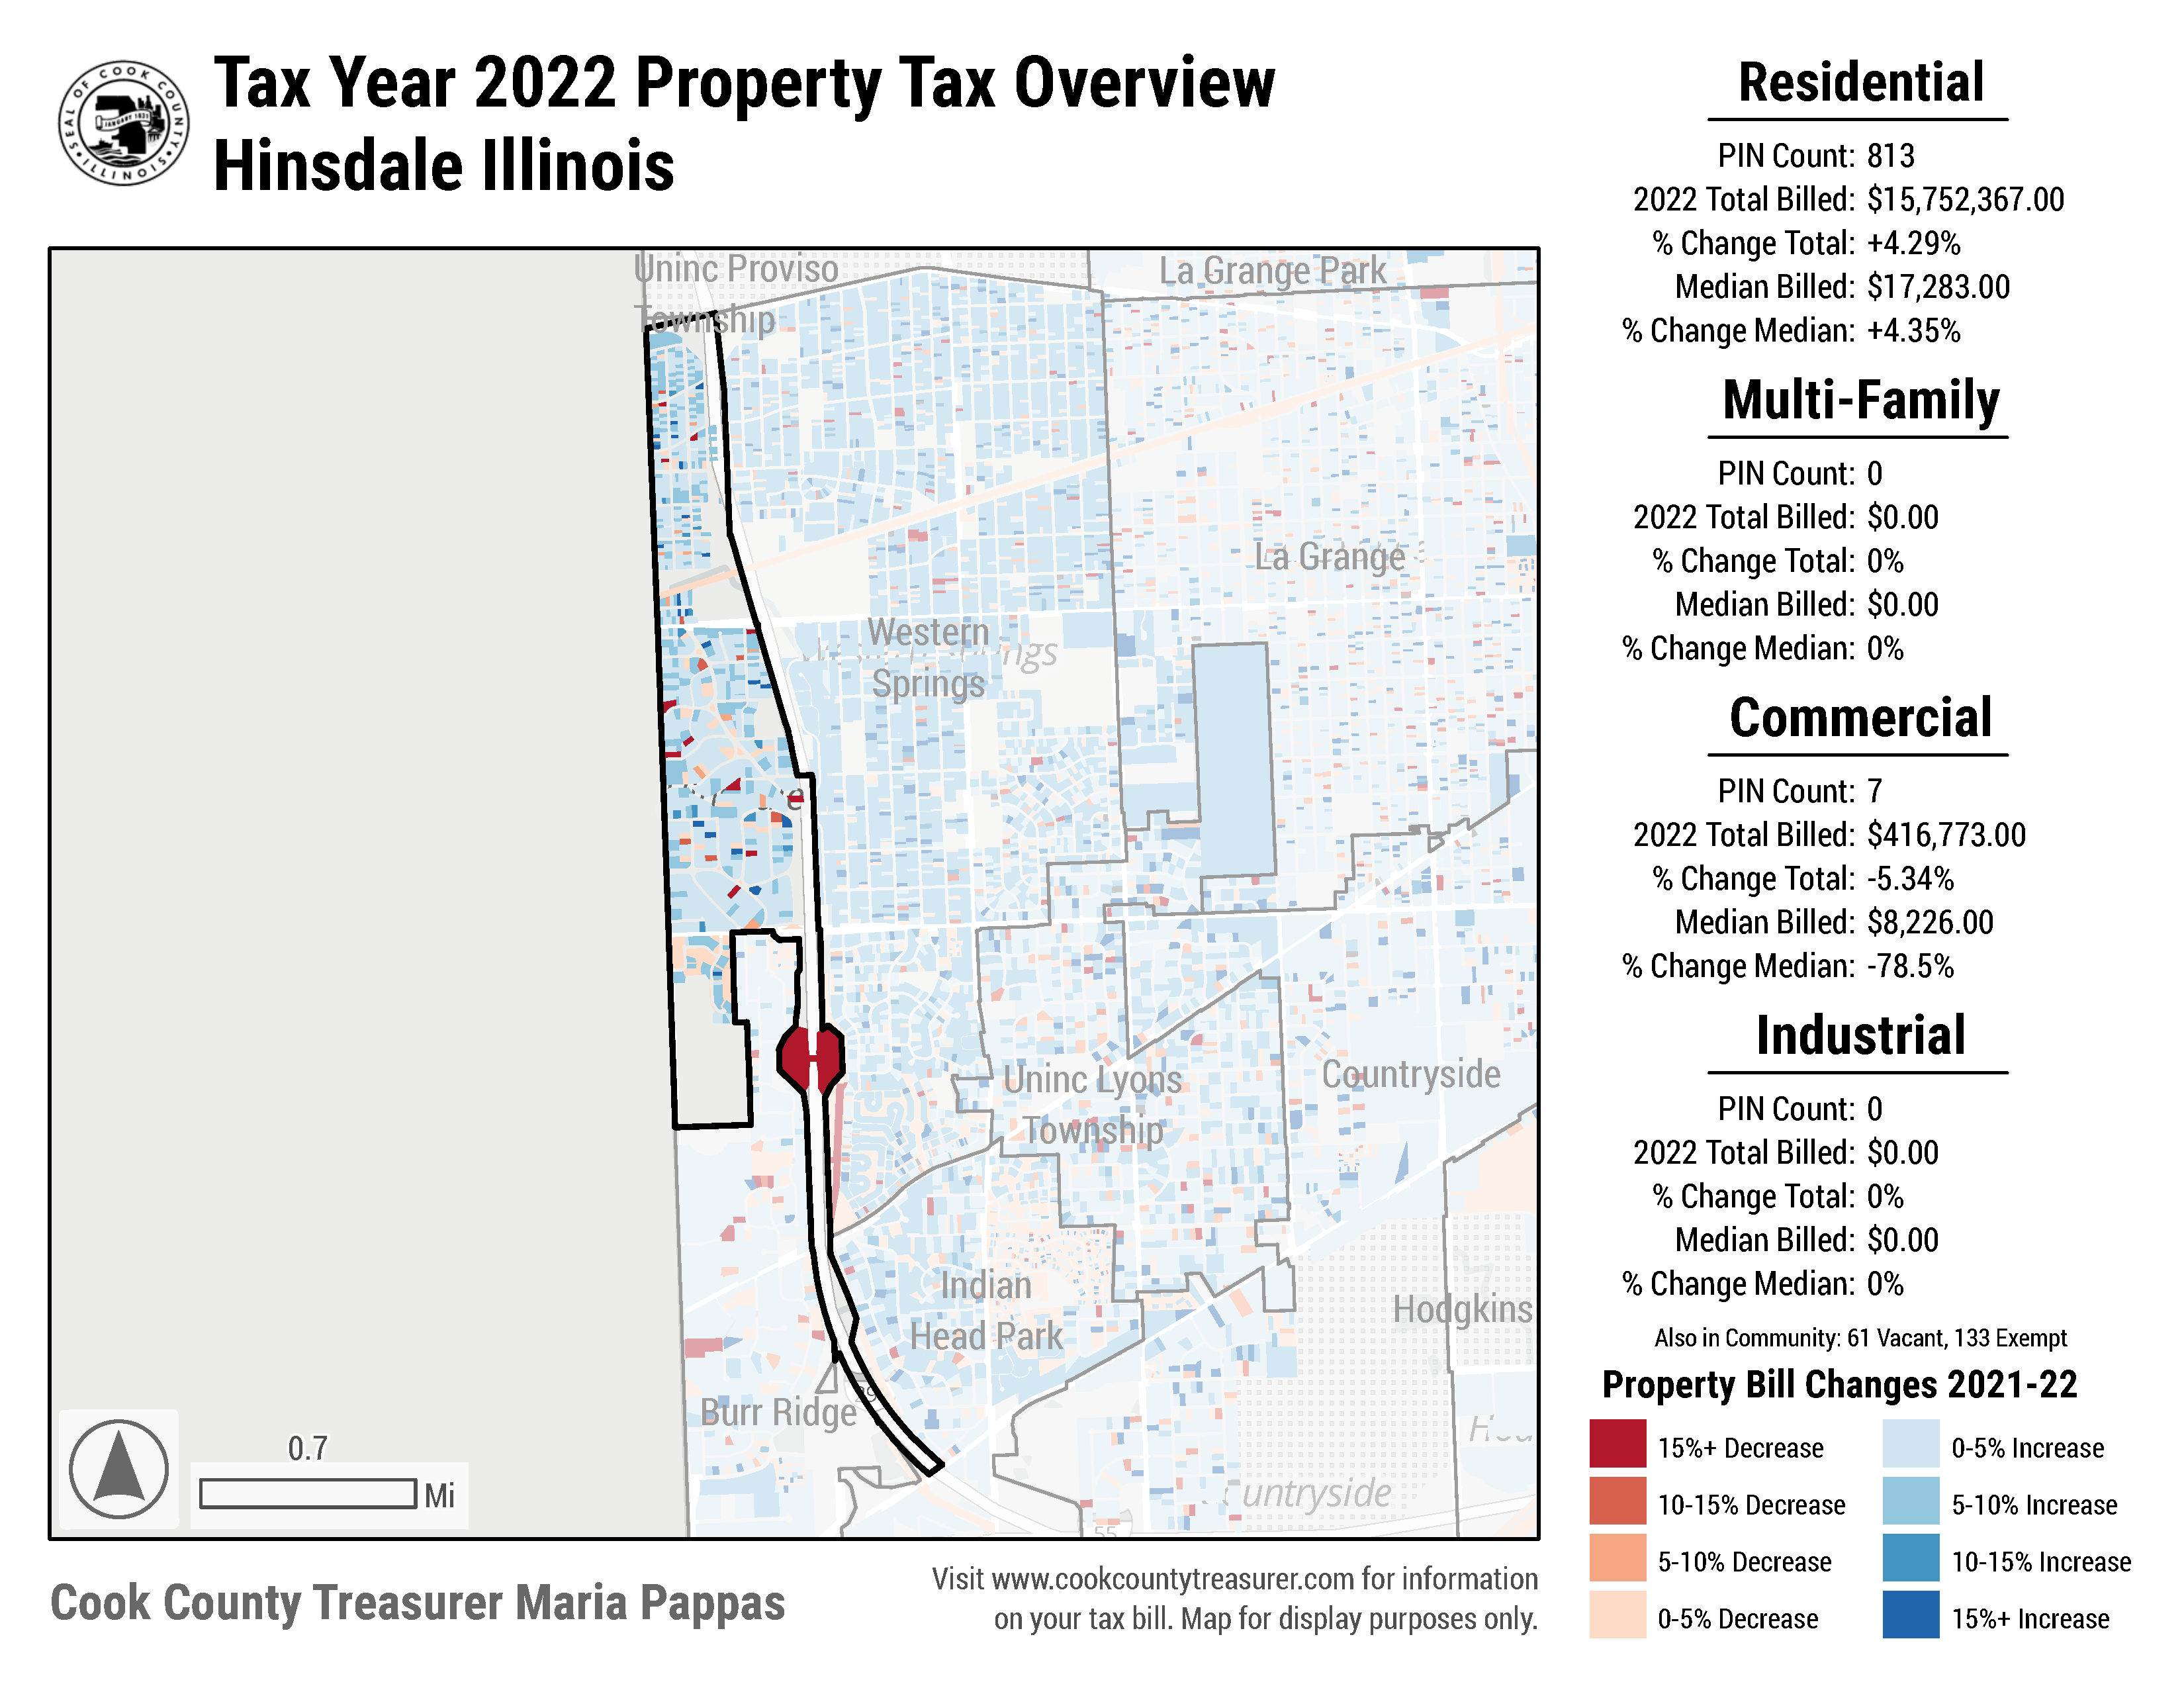 Tax Year 2022 Property Tax Overview
Hinsdale Illinois
SEAL OF COOK COUNTY ILLINOIS
JANUARY 1831
Uninc Proviso
Township
La Grange Park
La Grange
Western
Springs
Uninc Lyons
Township
Countryside
Indian
Head Park
Hodgkins
Burr Ridge
untryside
55
0.7
Mi
Cook County Treasurer Maria Pappas
Visit www.cookcountytreasurer.com for information
on your tax bill. Map for display purposes only.
Residential
PIN Count: 813
2022 Total Billed: $15,752,367.00
% Change Total: +4.29%
Median Billed: $17,283.00
% Change Median: +4.35%
Multi-Family
PIN Count: 0
2022 Total Billed: $0.00
% Change Total: 0%
Median Billed: $0.00
% Change Median: 0%
Commercial
PIN Count: 7
2022 Total Billed: $416,773.00
% Change Total: -5.34%
Median Billed: $8,226.00
% Change Median: -78.5%
Industrial
PIN Count: 0
2022 Total Billed: $0.00
% Change Total: 0%
Median Billed: $0.00
% Change Median: 0%
Also in Community: 61 Vacant, 133 Exempt
Property Bill Changes 2021-22
15%+ Decrease
10-15% Decrease
5-10% Decrease
0-5% Decrease
0-5% Increase
5-10% Increase
10-15% Increase
15%+ Increase